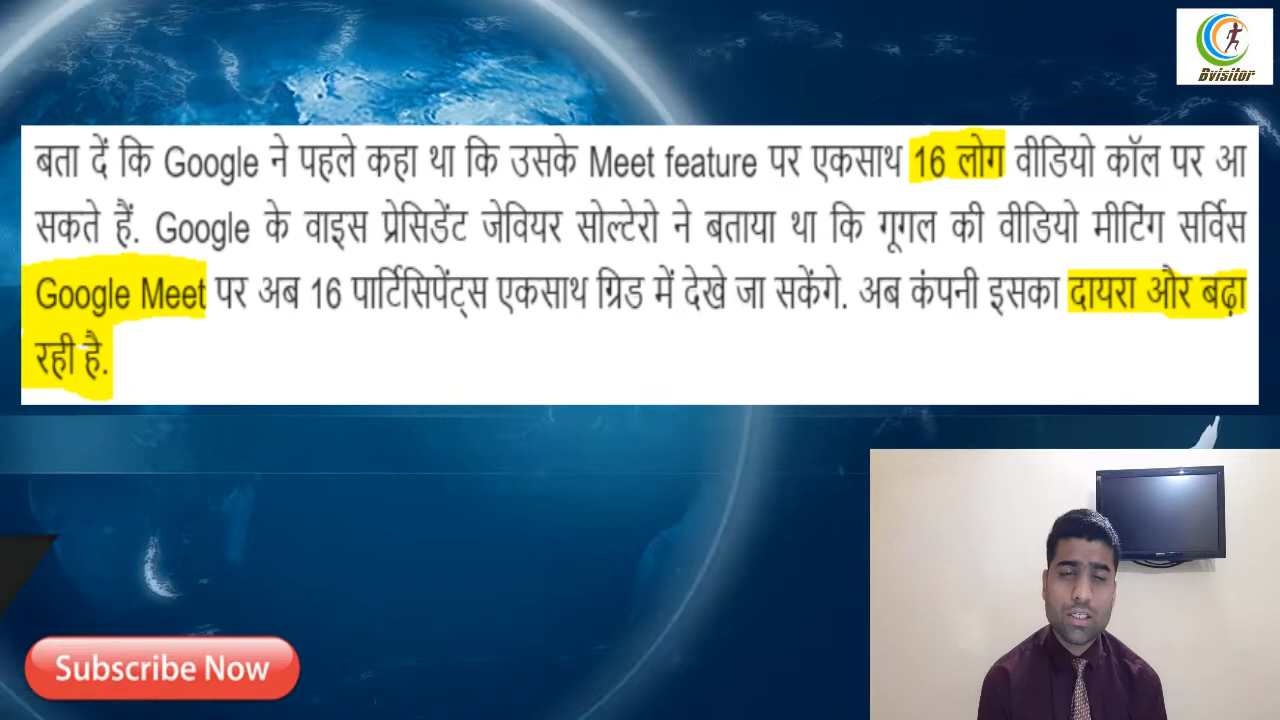 Bvisitor
बता दें कि Google ने पहले कहा था कि उसके Meet feature पर एकसाथ 16 लोग वीडियो कॉल पर आ
सकते हैं. Google के वाइस प्रेसिडेंट जेवियर सोल्टेरो ने बताया था कि गूगल की वीडियो मीटिंग सर्विस
Google Meet पर अब 16 पार्टिसिपेंट्स एकसाथ ग्रिड में देखे जा सकेंगे. अब कंपनी इसका दायरा और बढ़ा
रही है.
Subscribe Now